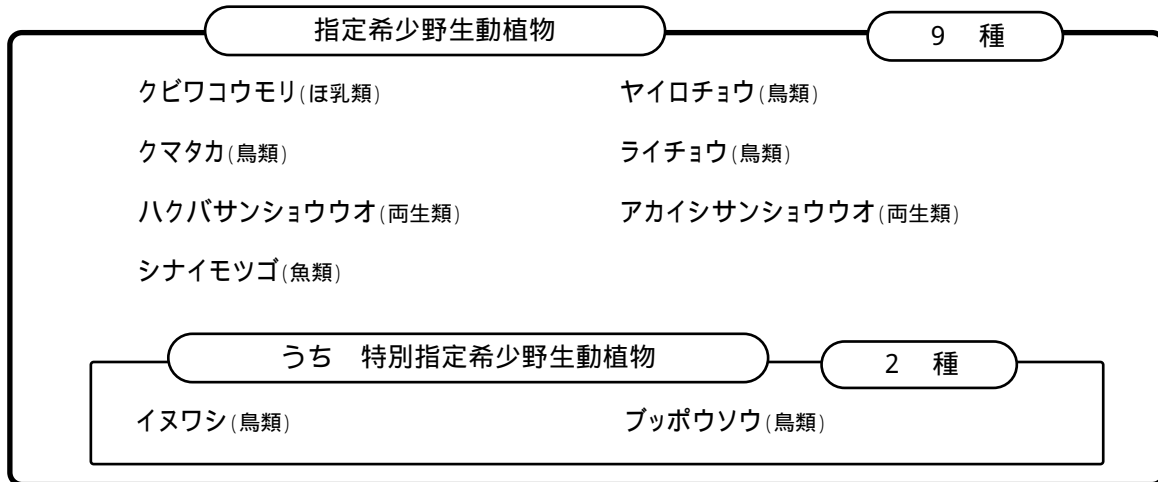 指定希少野生動植物 9 種
クビワコウモリ(ほ乳類) ヤイロチョウ(鳥類)
クマタカ(鳥類) ライチョウ(鳥類)
ハクバサンショウウオ(両生類) アカイシサンショウウオ(両生類)
シナイモツゴ(魚類)
うち 特別指定希少野生動植物 2 種
イヌワシ(鳥類) ブッポウソウ(鳥類)